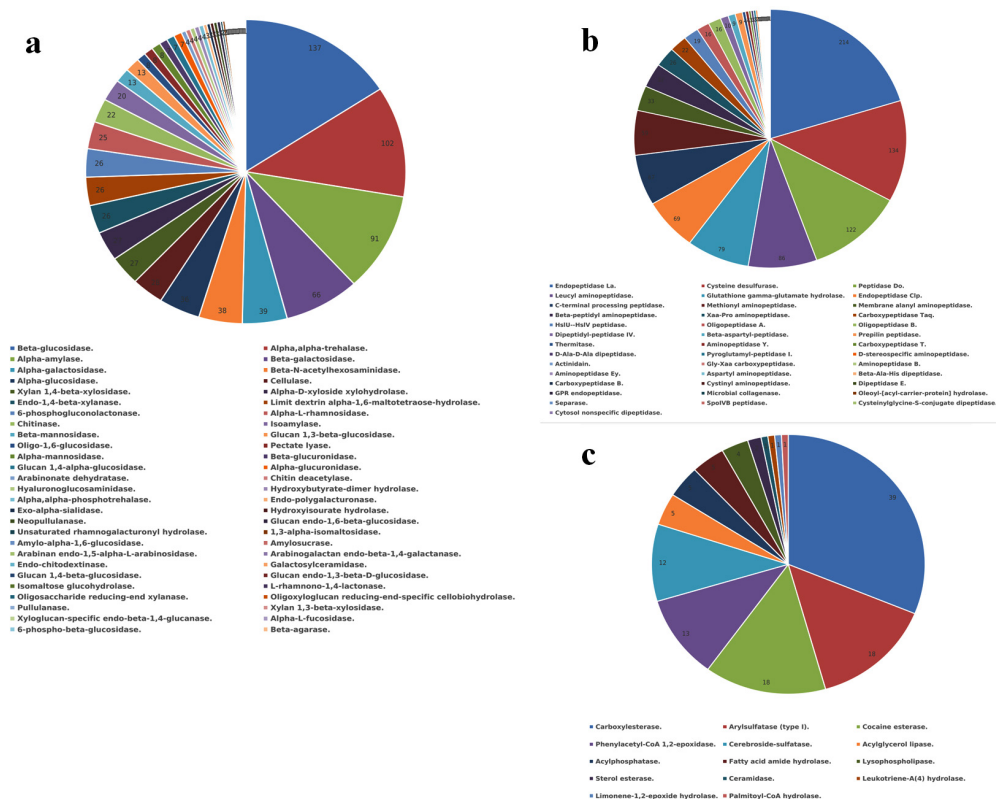 a
137
102
91
66
39
38
27
28
26
25
22
20
13
13
Beta-glucosidase.
Alpha,alpha-trehalase.
Alpha-amylase.
Beta-galactosidase.
Alpha-galactosidase.
Beta-N-acetylhexosaminidase.
Alpha-glucosidase.
Cellulase.
Xylan 1,4-beta-xylosidase.
Alpha-D-xyloside xylohydrolase.
Endo-1,4-beta-xylanase.
Limit dextrin alpha-1,6-maltotetraose-hydrolase.
6-phosphogluconolactonase.
Alpha-L-rhamnosidase.
Chitinase.
Isoamylase.
Beta-mannosidase.
Glucan 1,3-beta-glucosidase.
Oligo-1,6-glucosidase.
Pectate lyase.
Alpha-mannosidase.
Beta-glucuronidase.
Glucan 1,4-alpha-glucosidase.
Alpha-glucuronidase.
Arabinonate dehydratase.
Chitin deacetylase.
Hyaluronoglucosaminidase.
Hydroxybutyrate-dimer hydrolase.
Alpha,alpha-phosphotrehalase.
Endo-polygalacturonase.
Exo-alpha-sialidase.
Hydroxyisourate hydrolase.
Neopullulanase.
Glucan endo-1,6-beta-glucosidase.
Unsaturated rhamnogalacturonyl hydrolase.
1,3-alpha-isomaltosidase.
Amylo-alpha-1,6-glucosidase.
Amylosucrase.
Arabinan endo-1,5-alpha-L-arabinosidase.
Arabinogalactan endo-beta-1,4-galactanase.
Endo-chitodextinase.
Galactosylceramidase.
Glucan 1,4-beta-glucosidase.
Glucan endo-1,3-beta-D-glucosidase.
Isomaltose glucohydrolase.
L-rhamnono-1,4-lactonase.
Oligosaccharide reducing-end xylanase.
Oligoxyloglucan reducing-end-specific cellobiohydrolase.
Pullulanase.
Xylan 1,3-beta-xylosidase.
Xyloglucan-specific endo-beta-1,4-glucanase.
Alpha-L-fucosidase.
6-phospho-beta-glucosidase.
Beta-agarase.
b
214
134
122
79
69
16
16
Endopeptidase La.
Cysteine desulfurase.
Peptidase Do.
Leucyl aminopeptidase.
Glutathione gamma-glutamate hydrolase.
Endopeptidase Clp.
C-terminal processing peptidase.
Methionyl aminopeptidase.
Membrane alanyl aminopeptidase.
Beta-peptidyl aminopeptidase.
Xaa-Pro aminopeptidase.
Carboxypeptidase Taq.
HslU--HslV peptidase.
Oligopeptidase A.
Oligopeptidase B.
Dipeptidyl-peptidase IV.
Beta-aspartyl-peptidase.
Prepilin peptidase.
Thermitase.
Aminopeptidase Y.
Carboxypeptidase T.
D-Ala-D-Ala dipeptidase.
Pyroglutamyl-peptidase I.
D-stereospecific aminopeptidase.
Actinidain.
Gly-Xaa carboxypeptidase.
Aminopeptidase B.
Aminopeptidase Ey.
Aspartyl aminopeptidase.
Beta-Ala-His dipeptidase.
Carboxypeptidase B.
Cystinyl aminopeptidase.
Dipeptidase E.
GPR endopeptidase.
Microbial collagenase.
Oleoyl-[acyl-carrier-protein] hydrolase.
Separase.
SpoIVB peptidase.
Cysteinylglycine-S-conjugate dipeptidase.
Cytosol nonspecific dipeptidase.
c
39
18
18
13
12
5
Carboxylesterase.
Arylsulfatase (type I).
Cocaine esterase.
Phenylacetyl-CoA 1,2-epoxidase.
Cerebroside-sulfatase.
Acylglycerol lipase.
Acylphosphatase.
Fatty acid amide hydrolase.
Lysophospholipase.
Sterol esterase.
Ceramidase.
Leukotriene-A(4) hydrolase.
Limonene-1,2-epoxide hydrolase.
Palmitoyl-CoA hydrolase.